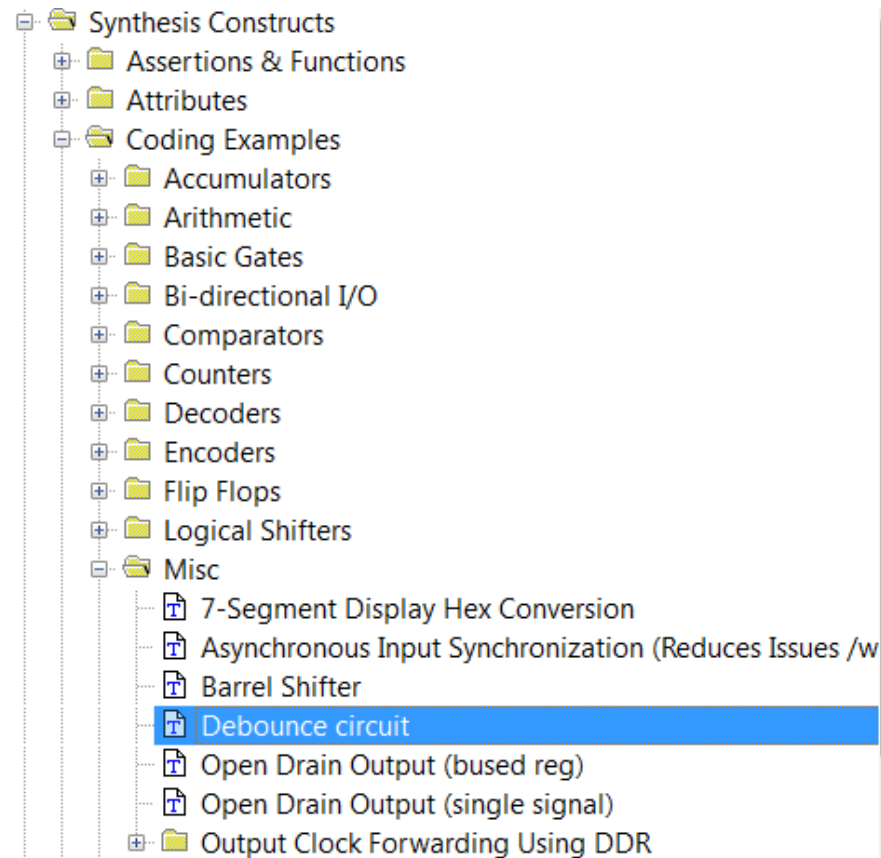 Synthesis Constructs
Assertions & Functions
Attributes
Coding Examples
Accumulators
Arithmetic
Basic Gates
Bi-directional I/O
Comparators
Counters
Decoders
Encoders
Flip Flops
Logical Shifters
Misc
7-Segment Display Hex Conversion
Asynchronous Input Synchronization (Reduces Issues /w
Barrel Shifter
Debounce circuit
Open Drain Output (bused reg)
Open Drain Output (single signal)
Output Clock Forwarding Using DDR